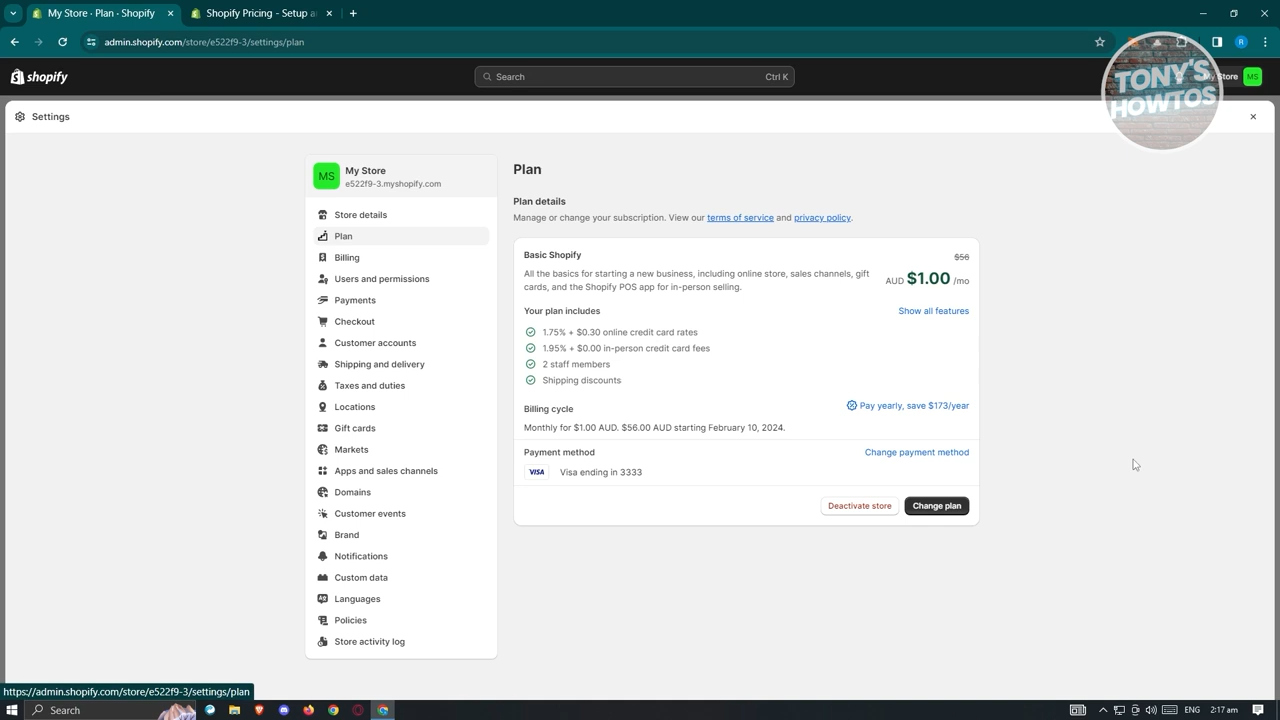 My Store · Plan · Shopify
Shopify Pricing - Setup a
admin.shopify.com/store/e522f9-3/settings/plan
R
shopify
Search
Ctrl K
My Store
MS
TONY'S
HOWTOS
Settings
MS
My Store
e522f9-3.myshopify.com
Store details
Plan
Billing
Users and permissions
Payments
Checkout
Customer accounts
Shipping and delivery
Taxes and duties
Locations
Gift cards
Markets
Apps and sales channels
Domains
Customer events
Brand
Notifications
Custom data
Languages
Policies
Store activity log
Plan
Plan details
Manage or change your subscription. View our terms of service and privacy policy.
Basic Shopify
$56
All the basics for starting a new business, including online store, sales channels, gift
cards, and the Shopify POS app for in-person selling.
AUD $1.00 /mo
Your plan includes
Show all features
1.75% + $0.30 online credit card rates
1.95% + $0.00 in-person credit card fees
2 staff members
Shipping discounts
Billing cycle
Pay yearly, save $173/year
Monthly for $1.00 AUD. $56.00 AUD starting February 10, 2024.
Payment method
Change payment method
VISA
Visa ending in 3333
Deactivate store
Change plan
https://admin.shopify.com/store/e522f9-3/settings/plan
Search
ENG
2:17 am